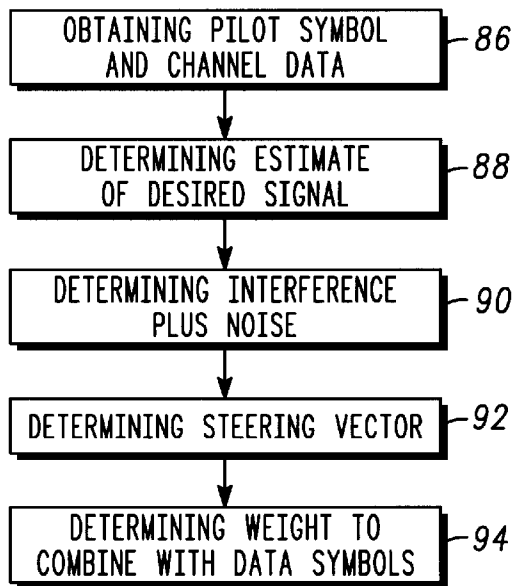 OBTAINING PILOT SYMBOL
AND CHANNEL DATA
86
DETERMINING ESTIMATE
OF DESIRED SIGNAL
88
DETERMINING INTERFERENCE
PLUS NOISE
90
DETERMINING STEERING VECTOR
92
DETERMINING WEIGHT TO
COMBINE WITH DATA SYMBOLS
94